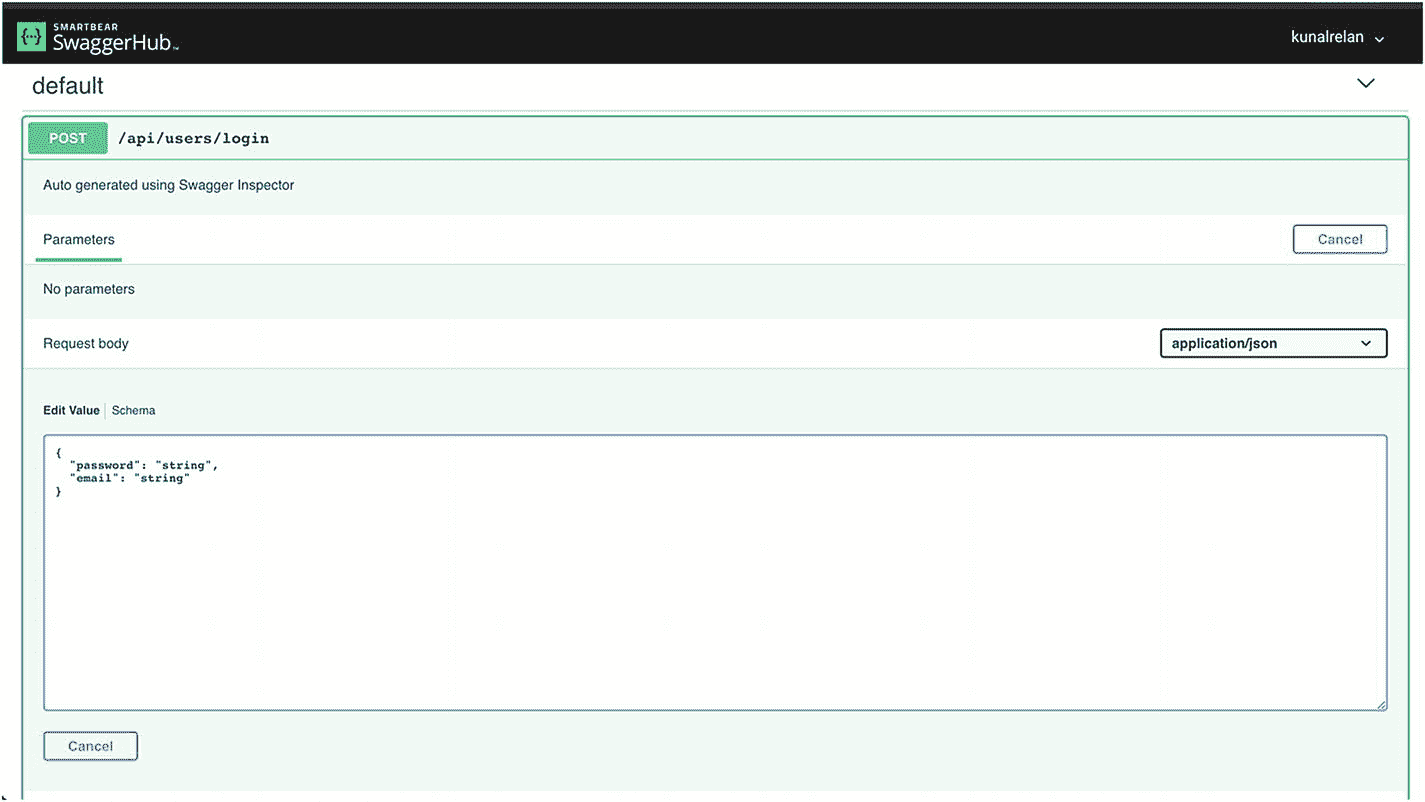 SMARTBEAR
SwaggerHub™
kunalrelan
default
POST /api/users/login
Auto generated using Swagger Inspector
Parameters
Cancel
No parameters
Request body
application/json
Edit Value
Schema
{
"password": "string",
"email": "string"
}
Cancel